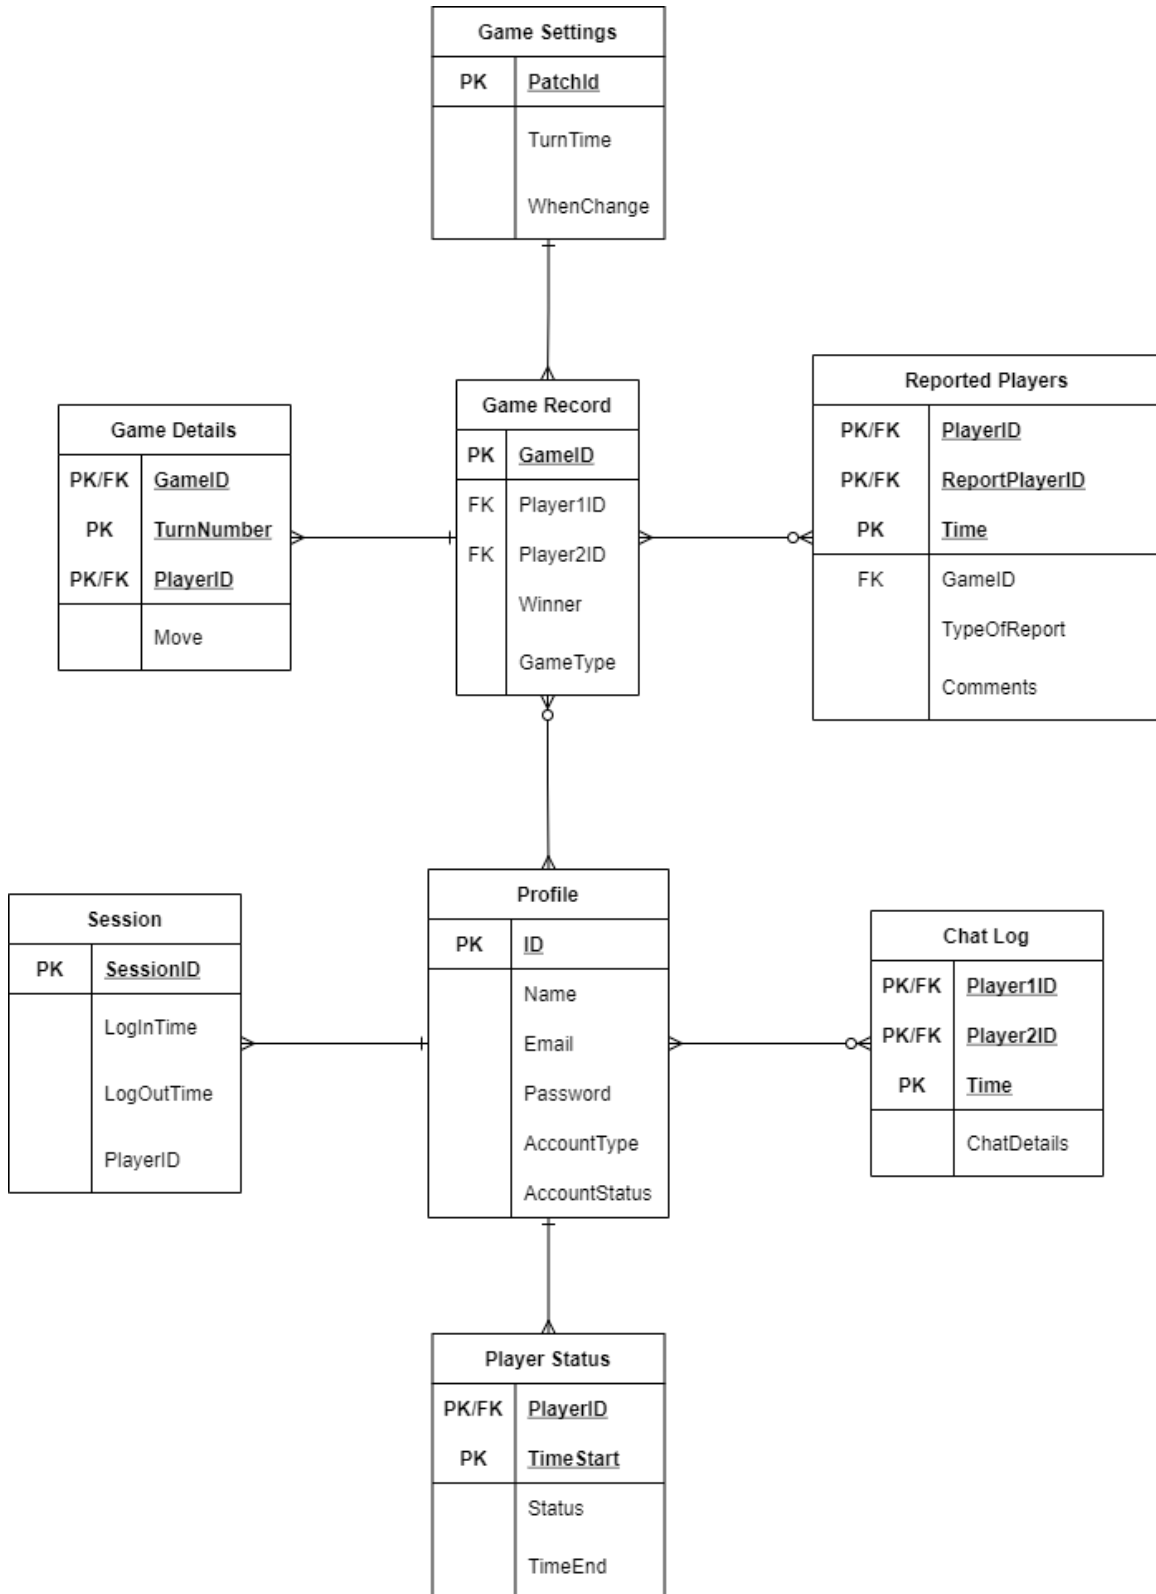 Game Settings
PK PatchId
TurnTime
WhenChange
Game Record
PK GameID
FK Player1ID
FK Player2ID
Winner
GameType
Game Details
PK/FK GameID
PK TurnNumber
PK/FK PlayerID
Move
Reported Players
PK/FK PlayerID
PK/FK ReportPlayerID
PK Time
FK GameID
TypeOfReport
Comments
Profile
PK ID
Name
Email
Password
AccountType
AccountStatus
Session
PK SessionID
LogInTime
LogOutTime
PlayerID
Chat Log
PK/FK Player1ID
PK/FK Player2ID
PK Time
ChatDetails
Player Status
PK/FK PlayerID
PK TimeStart
Status
TimeEnd